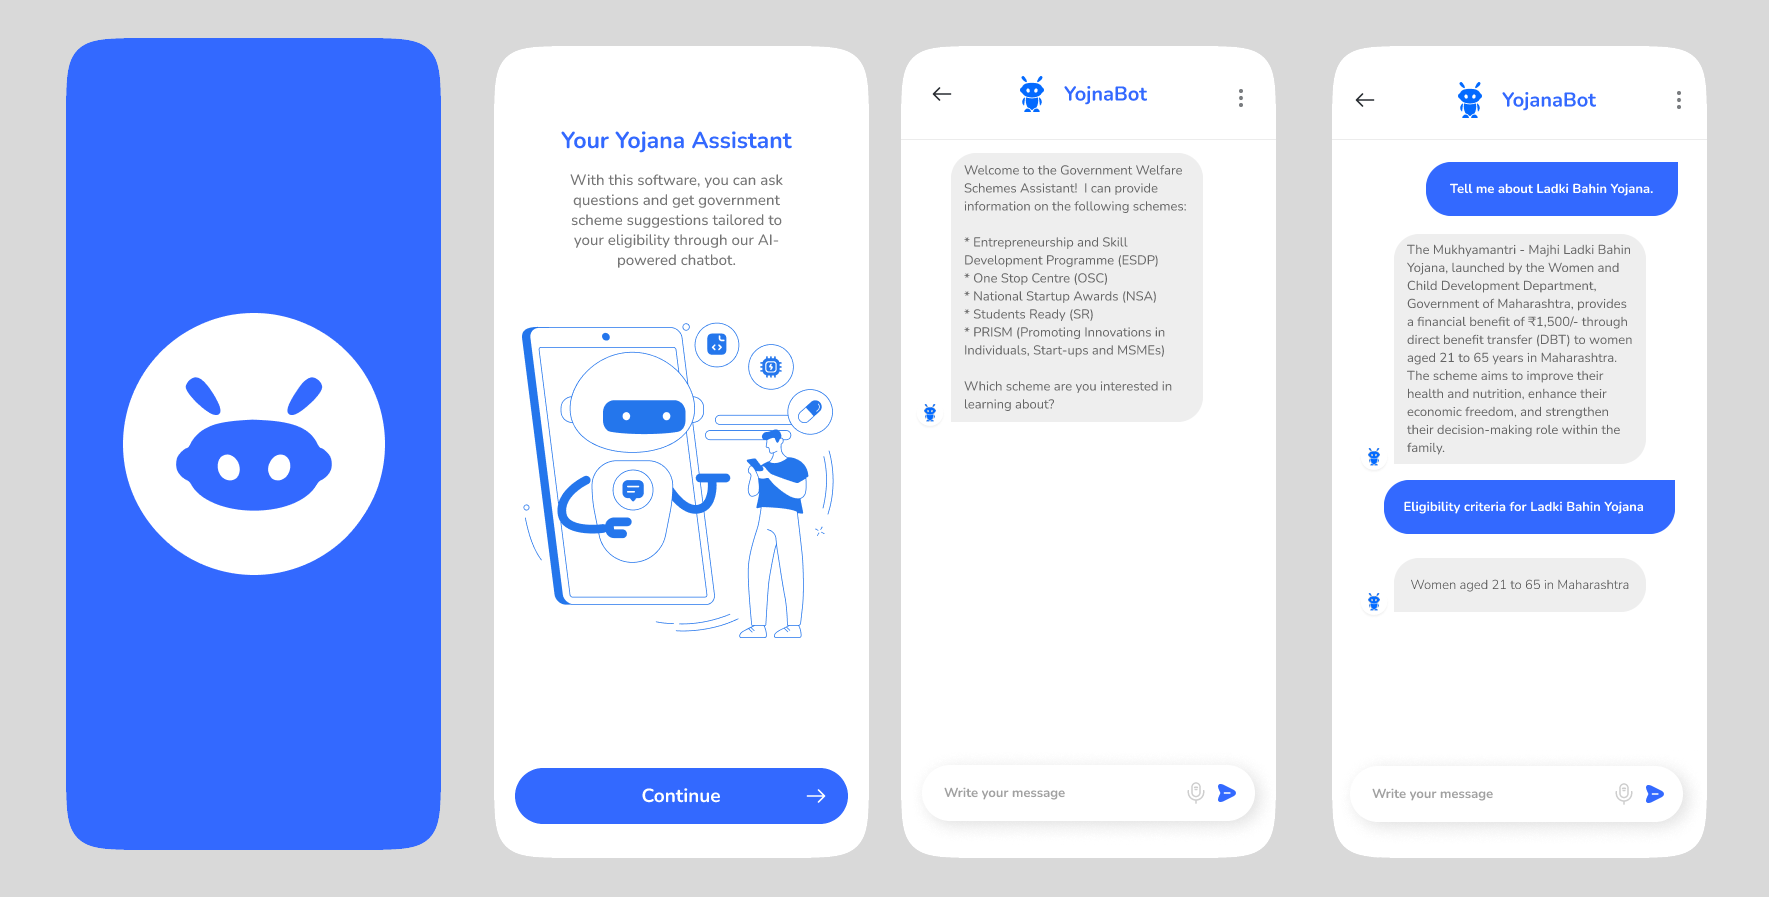 Your Yojana Assistant
With this software, you can ask
questions and get government
scheme suggestions tailored to
your eligibility through our AI-
powered chatbot.
Continue
YojnaBot
Welcome to the Government Welfare
Schemes Assistant!  I can provide
information on the following schemes:
* Entrepreneurship and Skill
Development Programme (ESDP)
* One Stop Centre (OSC)
* National Startup Awards (NSA)
* Students Ready (SR)
* PRISM (Promoting Innovations in
Individuals, Start-ups and MSMEs)
Which scheme are you interested in
learning about?
Write your message
YojanaBot
Tell me about Ladki Bahin Yojana.
The Mukhyamantri - Majhi Ladki Bahin
Yojana, launched by the Women and
Child Development Department,
Government of Maharashtra, provides
a financial benefit of ₹1,500/- through
direct benefit transfer (DBT) to women
aged 21 to 65 years in Maharashtra.
The scheme aims to improve their
health and nutrition, enhance their
economic freedom, and strengthen
their decision-making role within the
family.
Eligibility criteria for Ladki Bahin Yojana
Women aged 21 to 65 in Maharashtra
Write your message